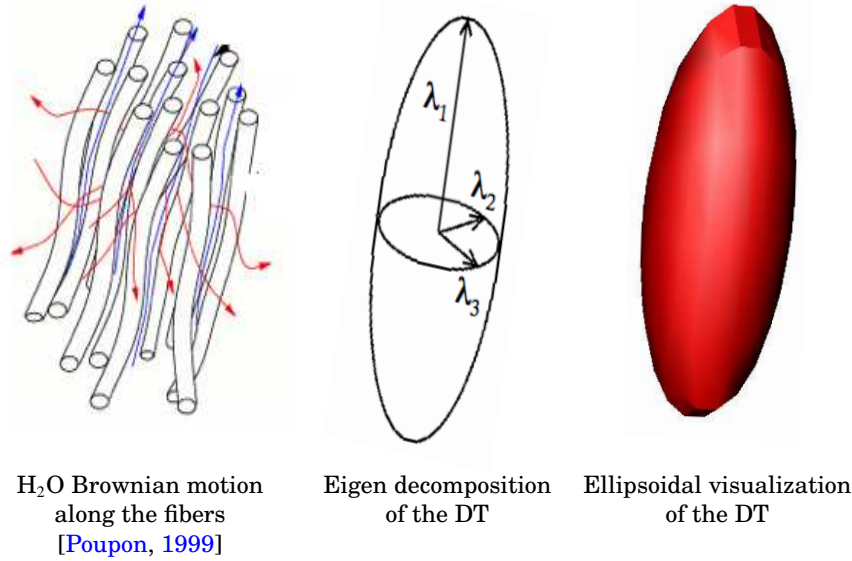 λ₁
λ₂
λ₃
H₂O Brownian motion
along the fibers
[Poupon, 1999]
Eigen decomposition
of the DT
Ellipsoidal visualization
of the DT